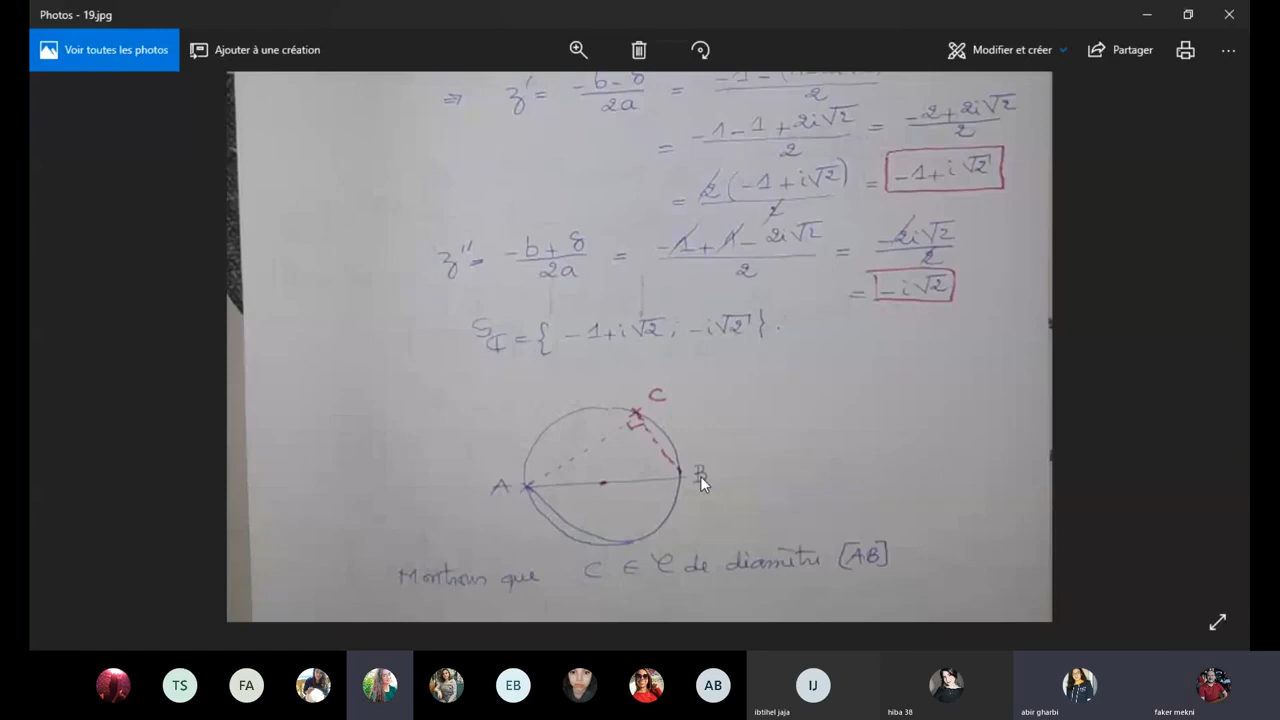 Photos - 19.jpg
Voir toutes les photos
Ajouter à une création
Modifier et créer
Partager
⇒ z' = (-b-δ)/2a =
= (-1-1+2i√2)/2 = (-2+2i√2)/2
= 2(-1+i√2)/2 = -1+i√2
z'' = (-b+δ)/2a = (-1+1-2i√2)/2 = -2i√2/2
= -i√2
Sℂ = { -1+i√2 ; -i√2 } .
C
A
B
Montrons que C ∈ 𝒞 de diamètre [AB]
TS
FA
EB
AB
IJ
ibtihel jaja
hiba 38
abir gharbi
faker mekni